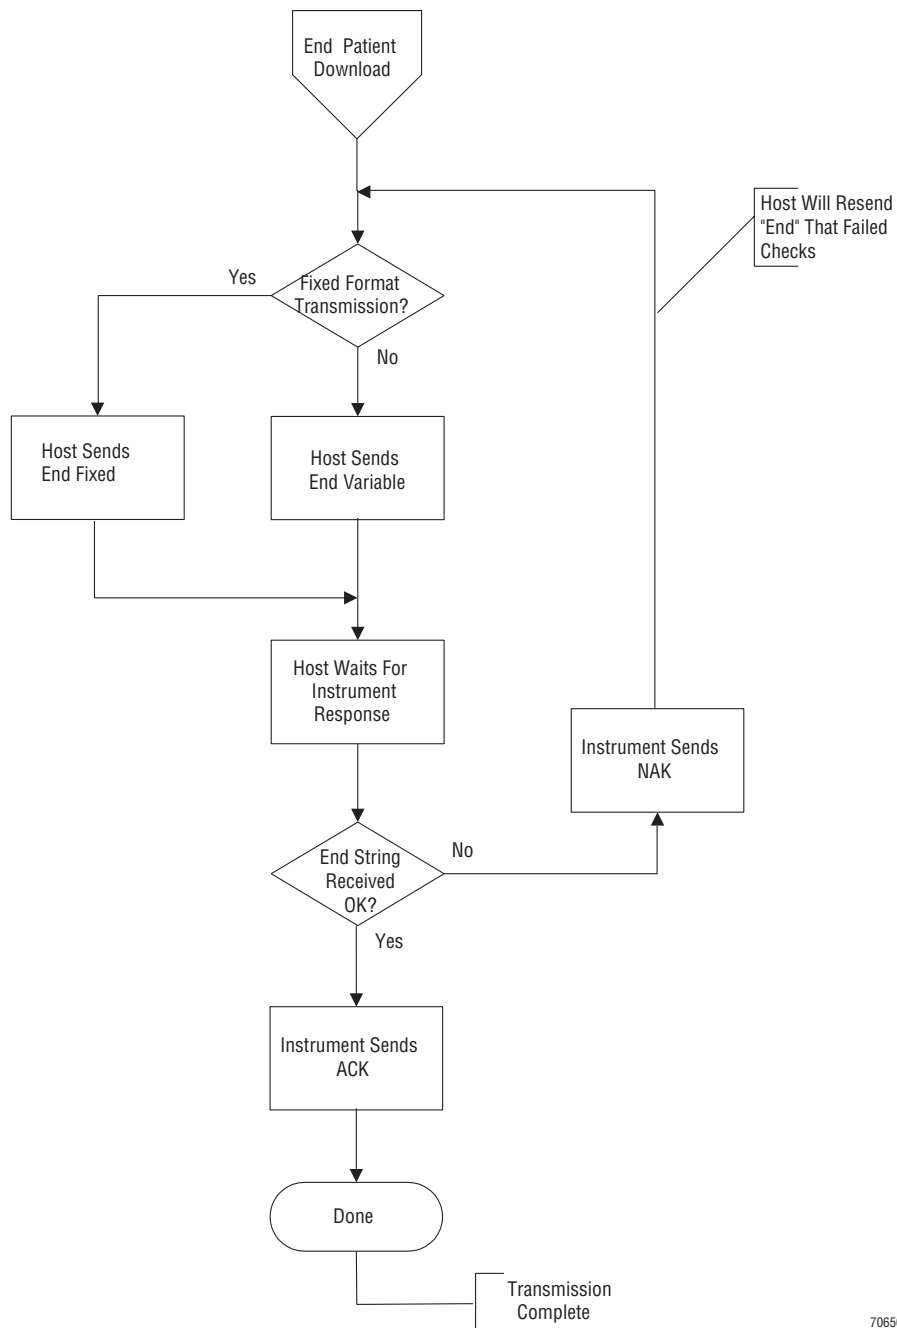 End Patient
Download
Host Will Resend
"End" That Failed
Checks
Yes
Fixed Format
Transmission?
No
Host Sends
End Fixed
Host Sends
End Variable
Host Waits For
Instrument
Response
Instrument Sends
NAK
End String
Received
OK?
No
Yes
Instrument Sends
ACK
Done
Transmission
Complete